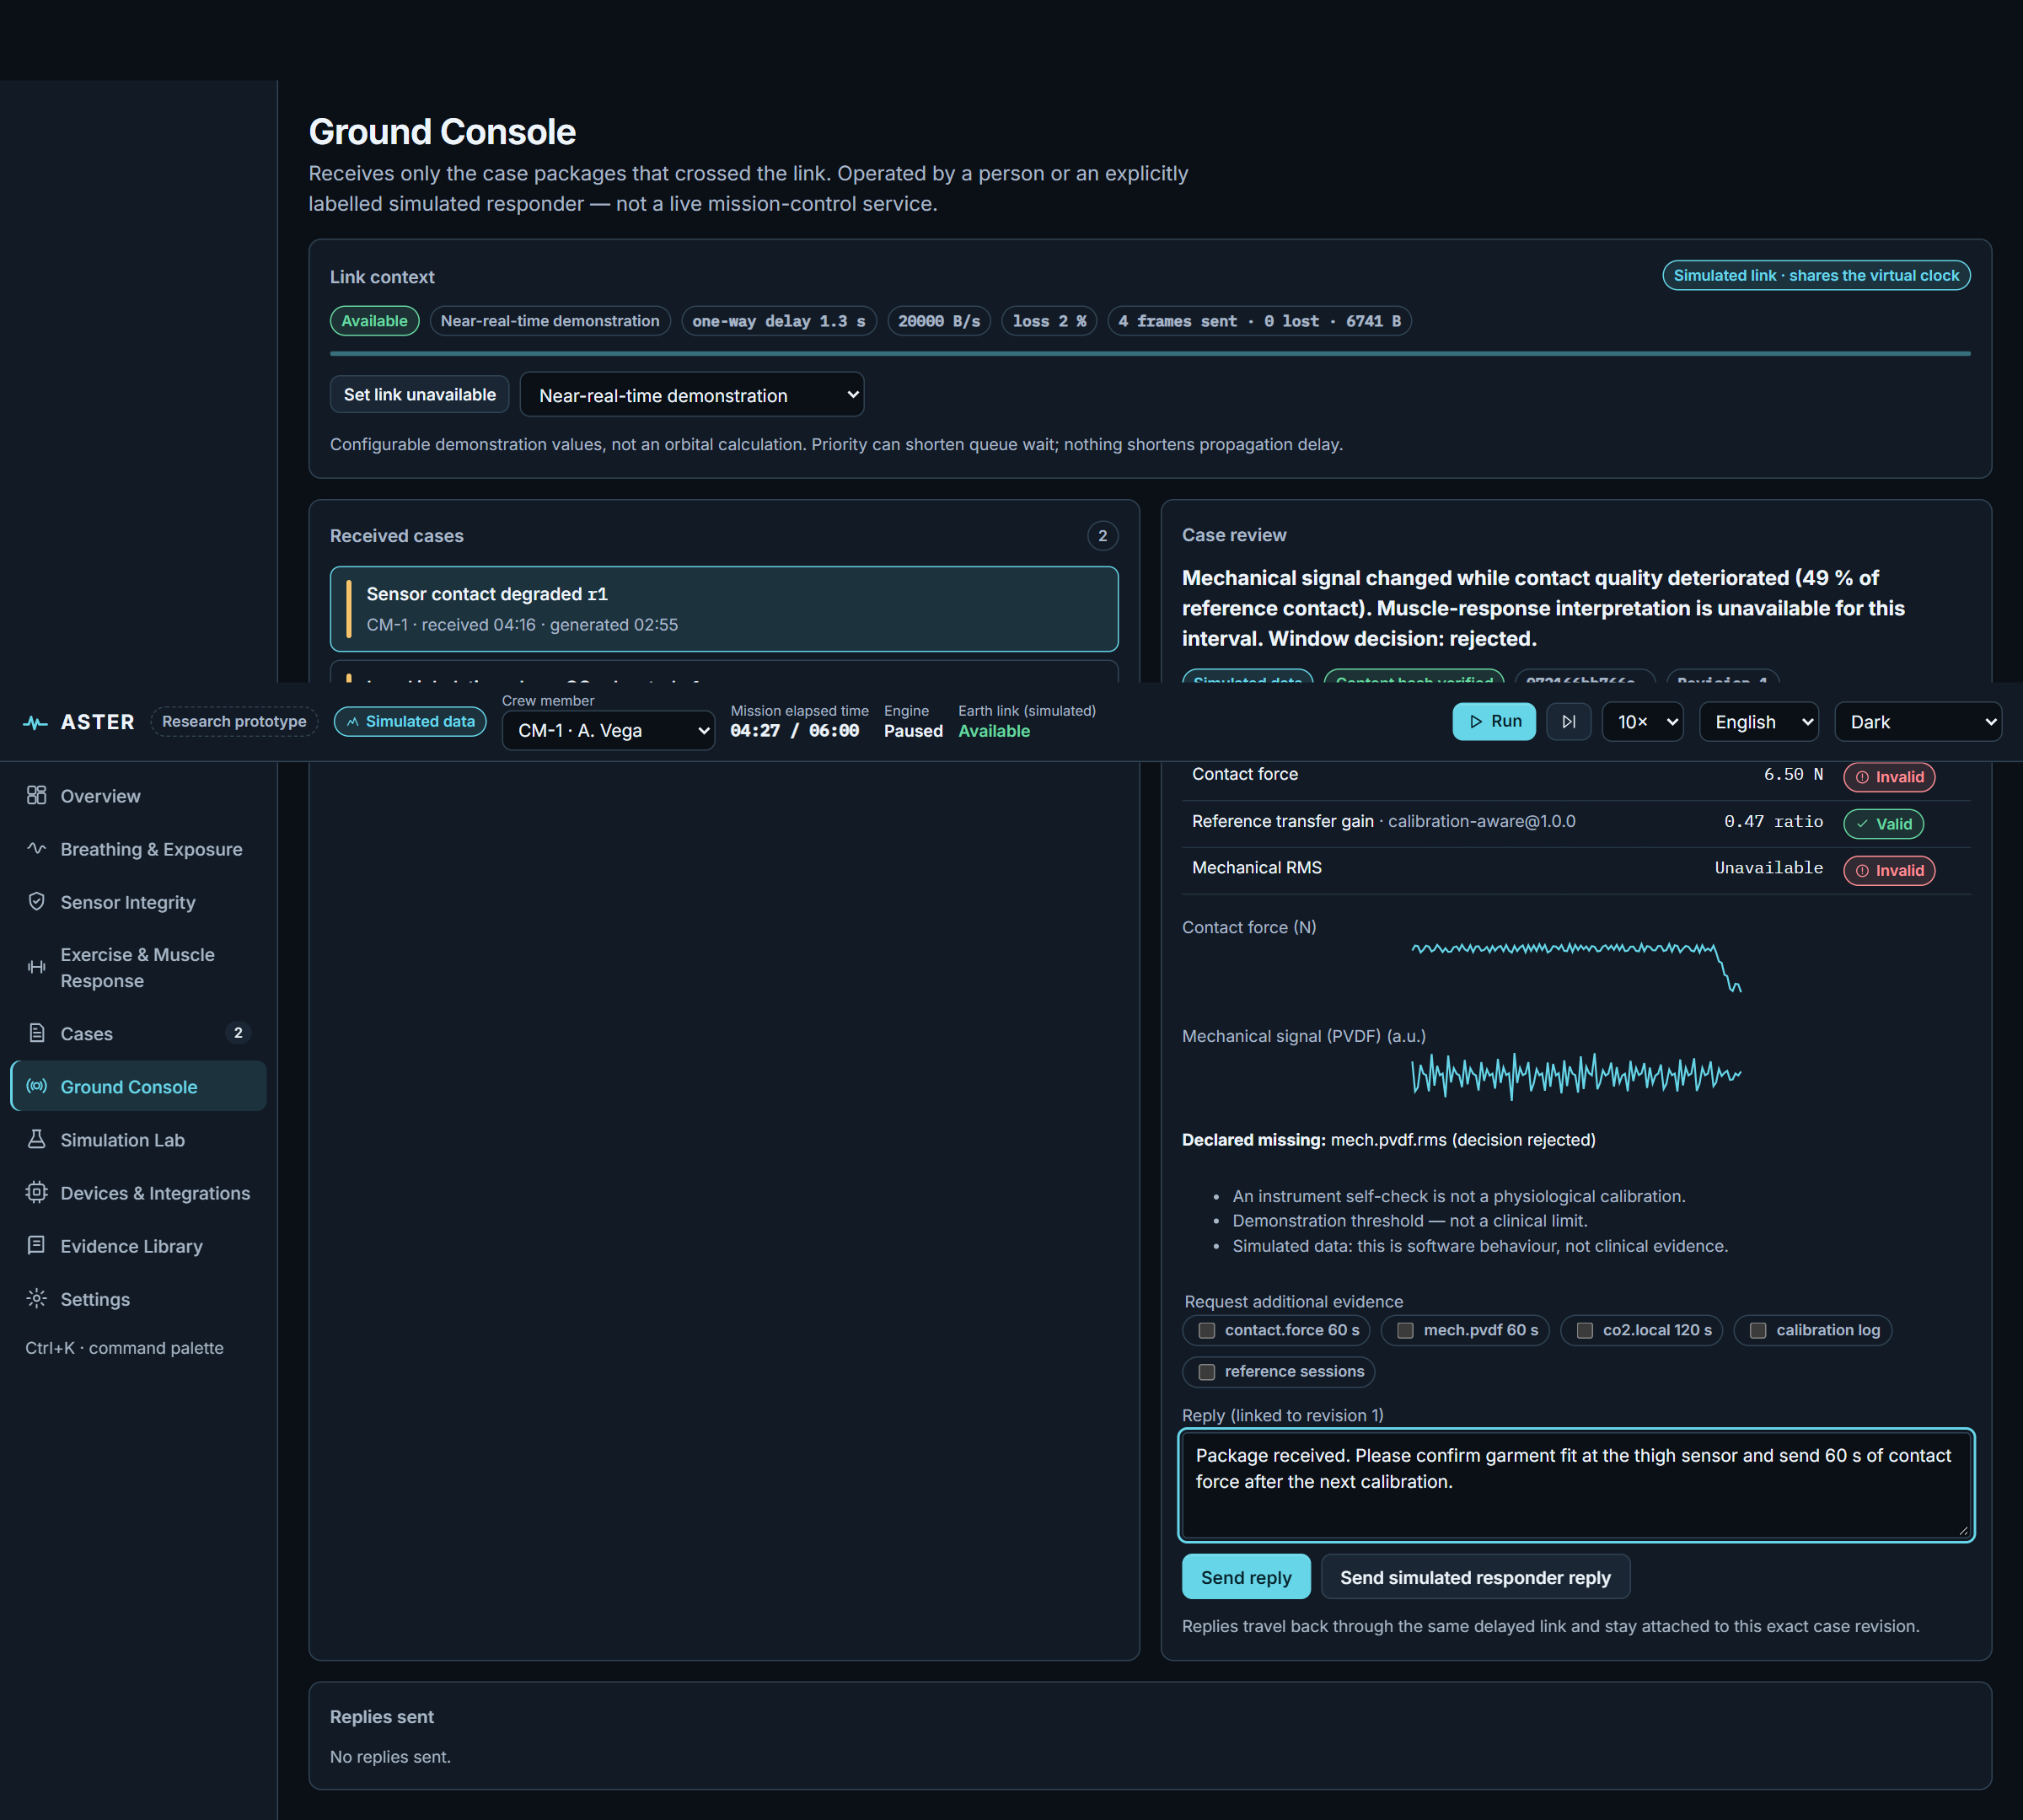 Ground Console
Receives only the case packages that crossed the link. Operated by a person or an explicitly
labelled simulated responder — not a live mission-control service.
Link context
Simulated link · shares the virtual clock
Available
Near-real-time demonstration
one-way delay 1.3 s
20000 B/s
loss 2 %
4 frames sent · 0 lost · 6741 B
Set link unavailable
Near-real-time demonstration
Configurable demonstration values, not an orbital calculation. Priority can shorten queue wait; nothing shortens propagation delay.
Received cases
2
Sensor contact degraded r1
CM-1 · received 04:16 · generated 02:55
Case review
Mechanical signal changed while contact quality deteriorated (49 % of
reference contact). Muscle-response interpretation is unavailable for this
interval. Window decision: rejected.
Simulated data
Content hash verified
Revision 1
ASTER
Research prototype
Simulated data
Crew member
CM-1 · A. Vega
Mission elapsed time
04:27 / 06:00
Engine
Paused
Earth link (simulated)
Available
Run
10×
English
Dark
Overview
Breathing & Exposure
Sensor Integrity
Exercise & Muscle
Response
Cases
2
Ground Console
Simulation Lab
Devices & Integrations
Evidence Library
Settings
Ctrl+K · command palette
Contact force
6.50 N
Invalid
Reference transfer gain · calibration-aware@1.0.0
0.47 ratio
Valid
Mechanical RMS
Unavailable
Invalid
Contact force (N)
Mechanical signal (PVDF) (a.u.)
Declared missing: mech.pvdf.rms (decision rejected)
• An instrument self-check is not a physiological calibration.
• Demonstration threshold — not a clinical limit.
• Simulated data: this is software behaviour, not clinical evidence.
Request additional evidence
contact.force 60 s
mech.pvdf 60 s
co2.local 120 s
calibration log
reference sessions
Reply (linked to revision 1)
Package received. Please confirm garment fit at the thigh sensor and send 60 s of contact
force after the next calibration.
Send reply
Send simulated responder reply
Replies travel back through the same delayed link and stay attached to this exact case revision.
Replies sent
No replies sent.